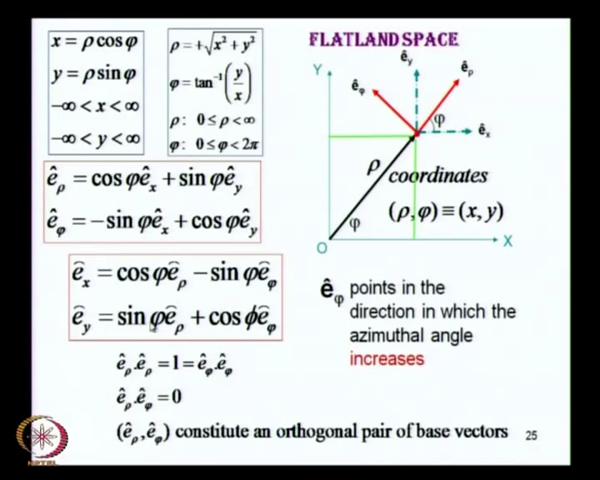 x = ρ cos φ
y = ρ sin φ
−∞ < x < ∞
−∞ < y < ∞
ρ = +√(x² + y²)
φ = tan⁻¹(y/x)
ρ: 0 ≤ ρ < ∞
φ: 0 ≤ φ < 2π
ê_ρ = cos φ ê_x + sin φ ê_y
ê_φ = −sin φ ê_x + cos φ ê_y
ê_x = cos φ ê_ρ − sin φ ê_φ
ê_y = sin φ ê_ρ + cos ϕ ê_φ
ê_ρ . ê_ρ = 1 = ê_φ . ê_φ
ê_ρ . ê_φ = 0
(ê_ρ, ê_φ) constitute an orthogonal pair of base vectors
FLATLAND SPACE
Y
ê_y
ê_ρ
ê_φ
φ
ê_x
ρ
coordinates
(ρ, φ) ≡ (x, y)
φ
O
X
ê_φ points in the
direction in which the
azimuthal angle
increases
25
NPTEL